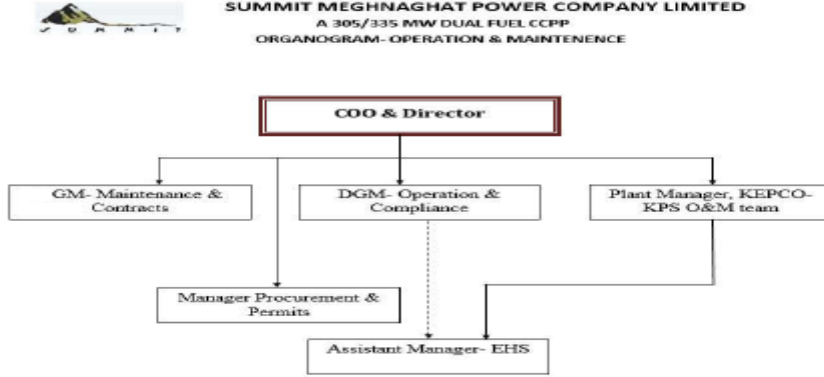 SUMMIT MEGHNAGHAT POWER COMPANY LIMITED
A 305/335 MW DUAL FUEL CCPP
SUMMIT
ORGANOGRAM- OPERATION & MAINTENENCE
COO & Director
GM- Maintenance &
Contracts
DGM- Operation &
Compliance
Plant Manager, KEPCO-
KPS O&M team
Manager Procurement &
Permits
Assistant Manager- EHS